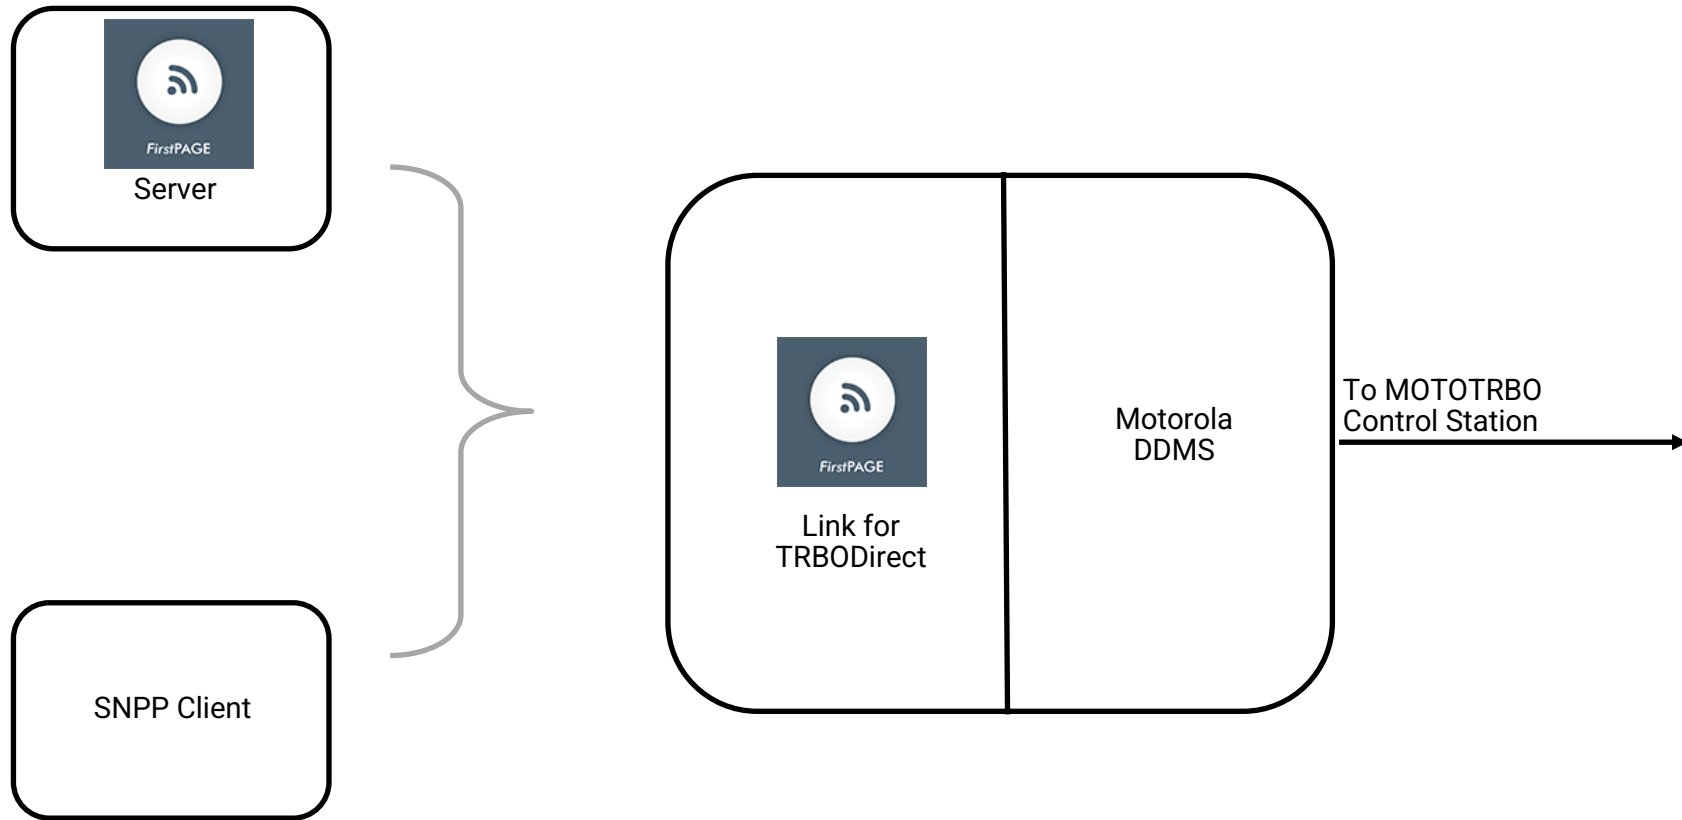 FirstPAGE
Server
SNPP Client
FirstPAGE
Link for
TRBODirect
Motorola
DDMS
To MOTOTRBO
Control Station